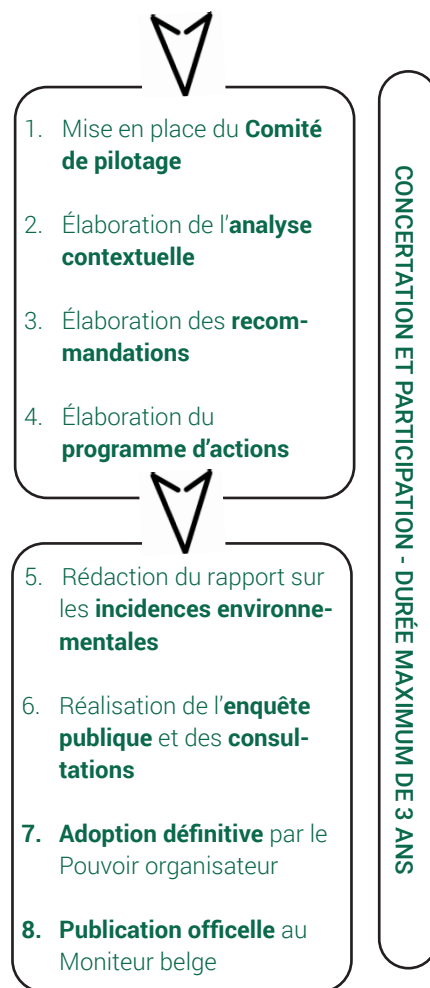 1. Mise en place du Comité
de pilotage
2. Élaboration de l'analyse
contextuelle
3. Élaboration des recom-
mandations
4. Élaboration du
programme d'actions
5. Rédaction du rapport sur
les incidences environne-
mentales
6. Réalisation de l'enquête
publique et des consul-
tations
7. Adoption définitive par le
Pouvoir organisateur
8. Publication officelle au
Moniteur belge
CONCERTATION ET PARTICIPATION - DURÉE MAXIMUM DE 3 ANS